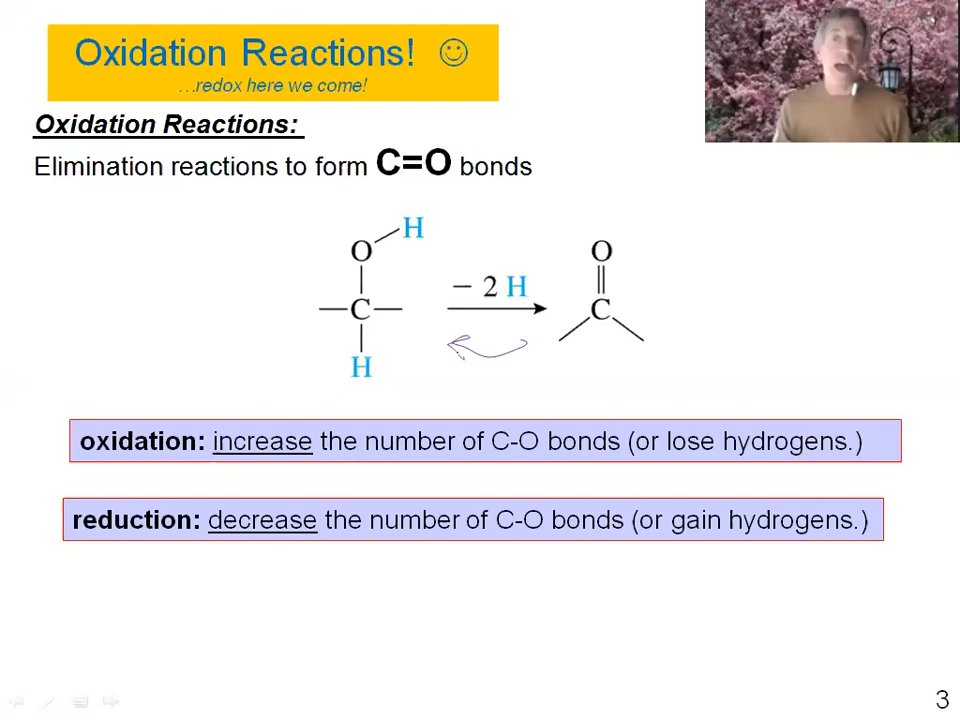 Oxidation Reactions! ☺
...redox here we come!
Oxidation Reactions:
Elimination reactions to form C=O bonds
H
O
O
− 2 H
C
C
H
oxidation: increase the number of C-O bonds (or lose hydrogens.)
reduction: decrease the number of C-O bonds (or gain hydrogens.)
3